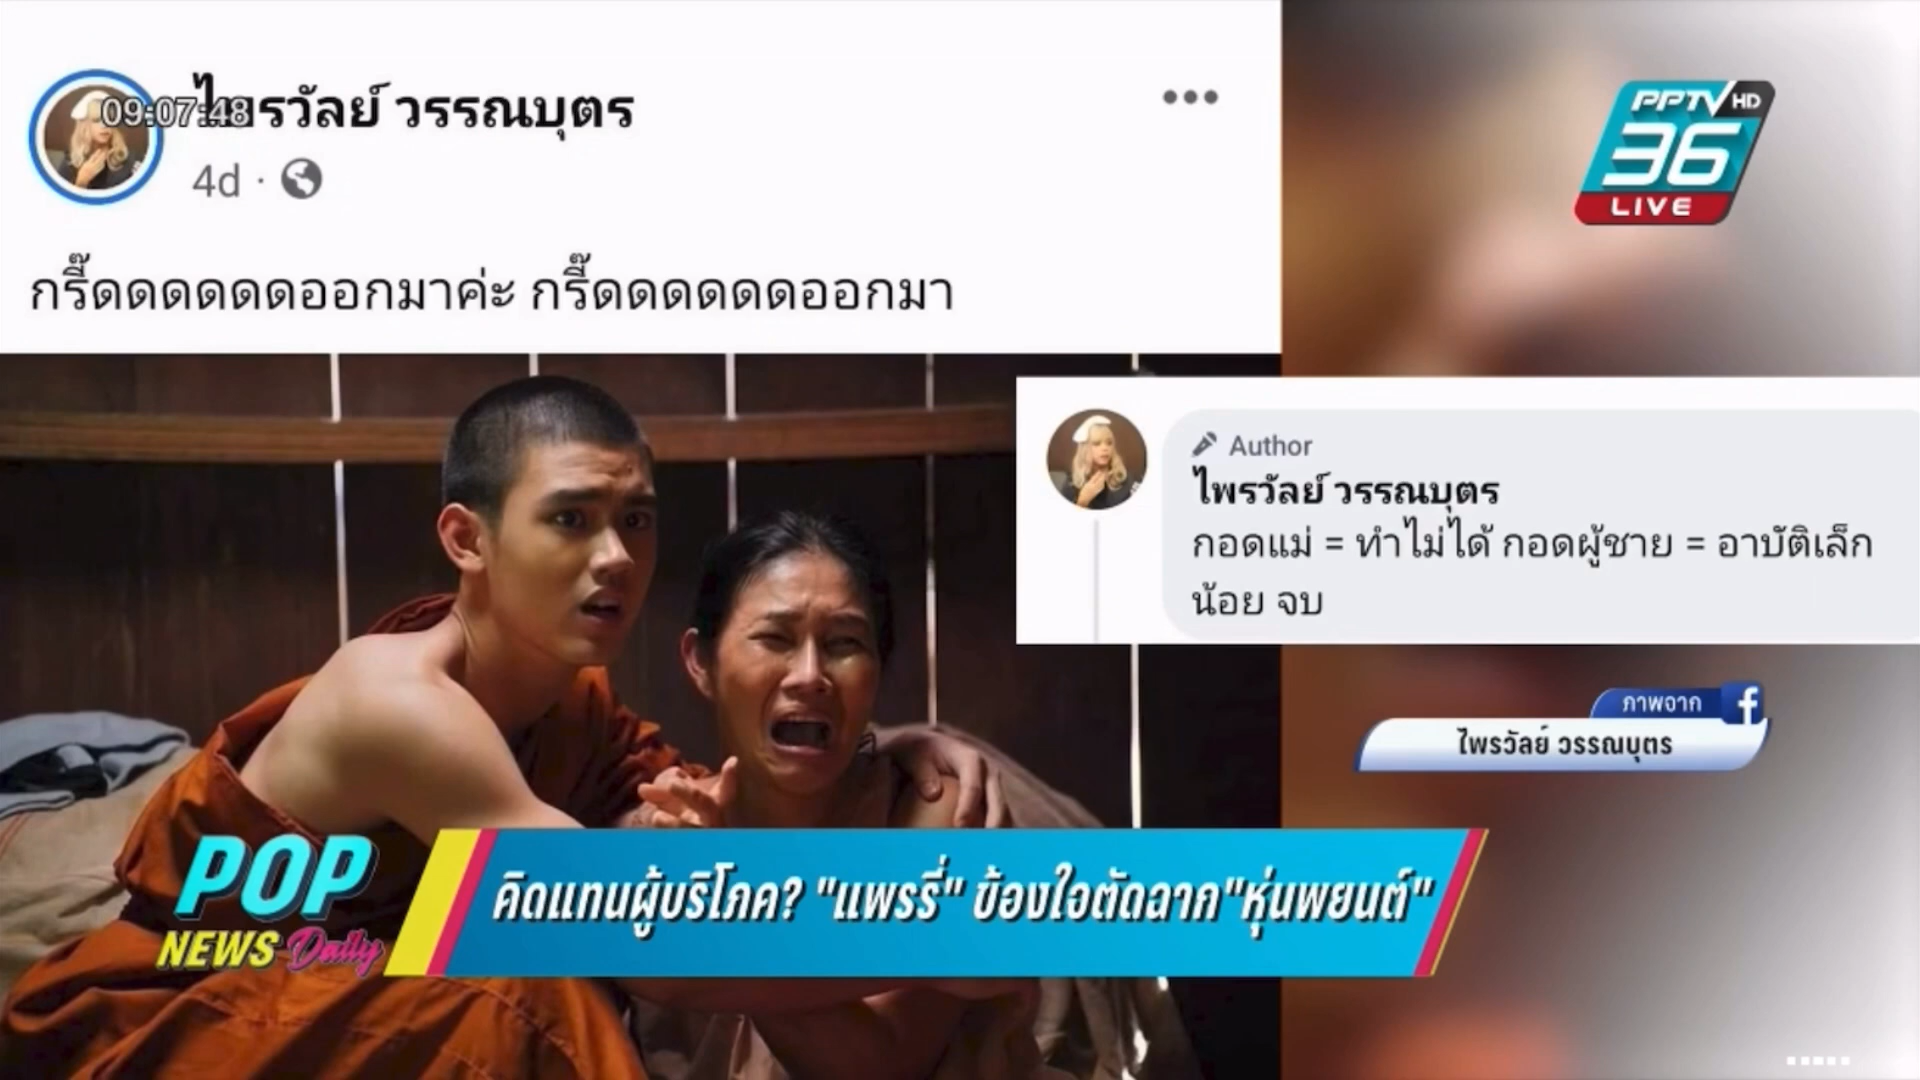 ไพรวัลย์ วรรณบุตร
09:07:48
4d ·
กรี๊ดดดดดดออกมาค่ะ กรี๊ดดดดดดออกมา
PPTV HD
36
LIVE
Author
ไพรวัลย์ วรรณบุตร
กอดแม่ = ทำไม่ได้ กอดผู้ชาย = อาบัติเล็ก
น้อย จบ
ภาพจาก f
ไพรวัลย์ วรรณบุตร
POP
NEWS Daily
คิดแทนผู้บริโภค? "แพรรี่" ข้องใจตัดฉาก"หุ่นพยนต์"